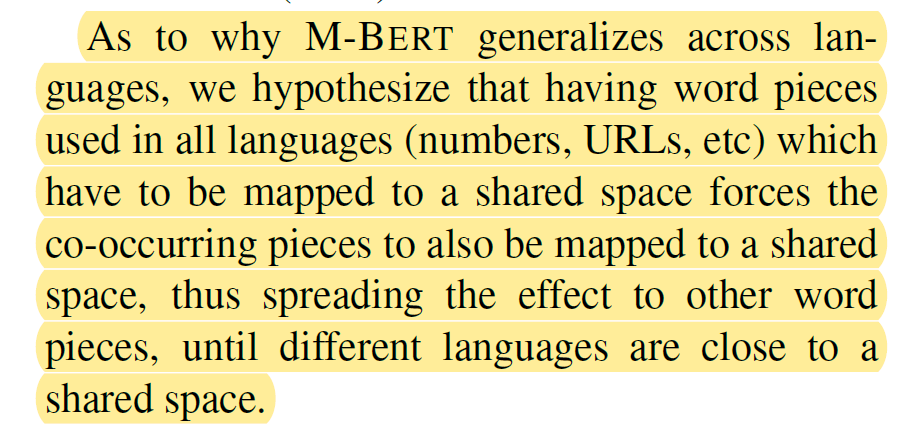 As to why M-BERT generalizes across lan-
guages, we hypothesize that having word pieces
used in all languages (numbers, URLs, etc) which
have to be mapped to a shared space forces the
co-occurring pieces to also be mapped to a shared
space, thus spreading the effect to other word
pieces, until different languages are close to a
shared space.